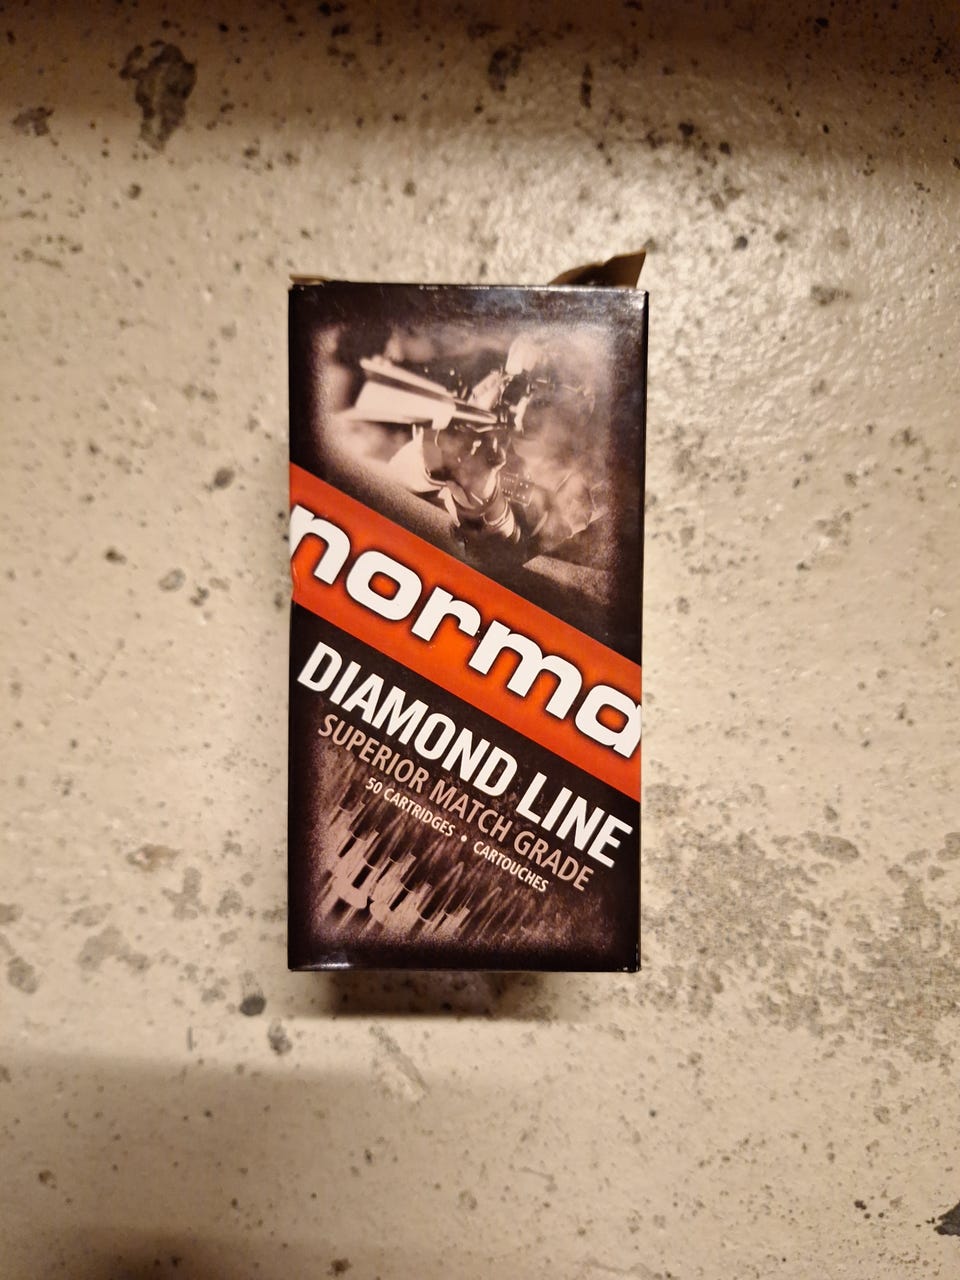 norma
DIAMOND LINE
SUPERIOR MATCH GRADE
50 CARTRIDGES • CARTOUCHES